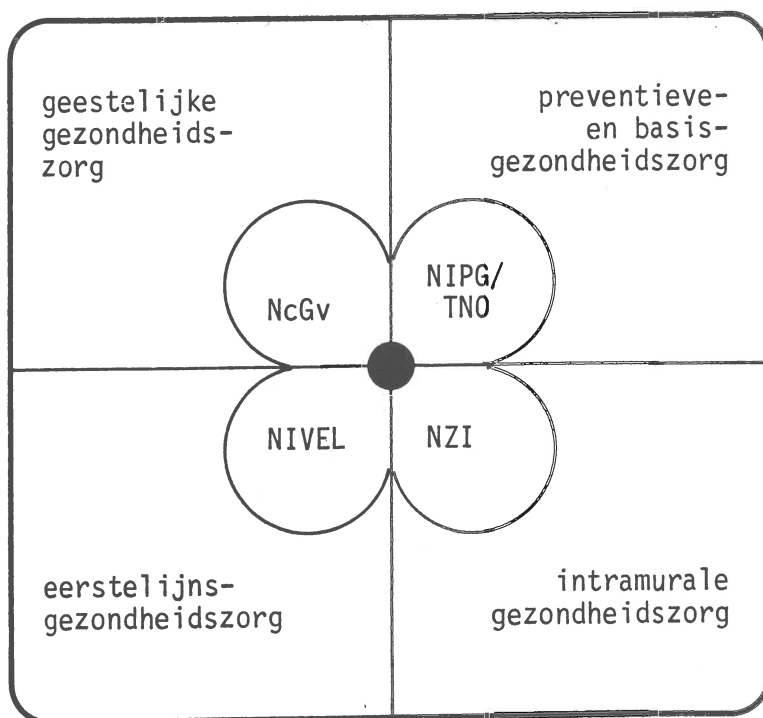 geestelijke
gezondheids-
zorg
preventieve-
en basis-
gezondheidszorg
NcGv
NIPG/
TNO
NIVEL
NZI
eerstelijns-
gezondheidszorg
intramurale
gezondheidszorg